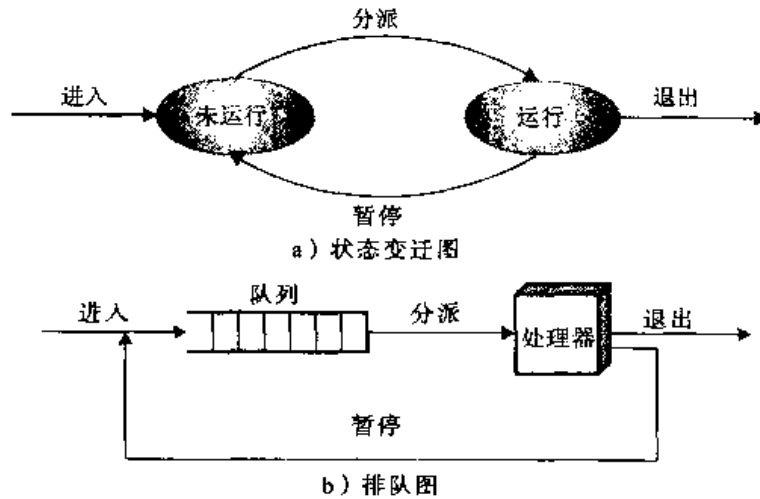 分派
进入
未运行
运行
退出
暂停
a）状态变迁图
队列
进入
分派
处理器
退出
暂停
b）排队图